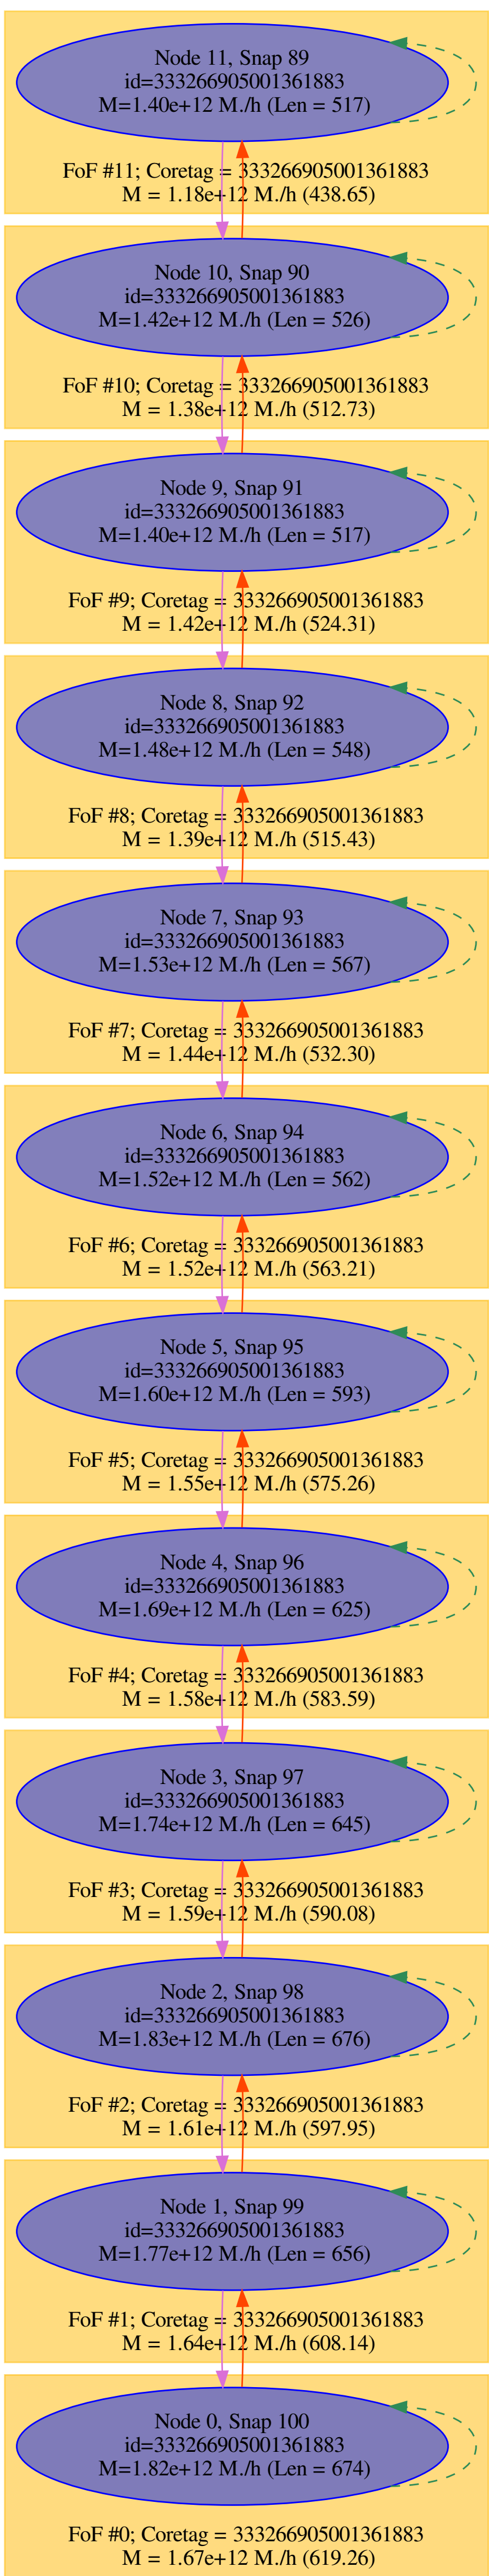 Node 11, Snap 89
id=333266905001361883
M=1.40e+12 M./h (Len = 517)
FoF #11; Coretag = 333266905001361883
M = 1.18e+12 M./h (438.65)
Node 10, Snap 90
id=333266905001361883
M=1.42e+12 M./h (Len = 526)
FoF #10; Coretag = 333266905001361883
M = 1.38e+12 M./h (512.73)
Node 9, Snap 91
id=333266905001361883
M=1.40e+12 M./h (Len = 517)
FoF #9; Coretag = 333266905001361883
M = 1.42e+12 M./h (524.31)
Node 8, Snap 92
id=333266905001361883
M=1.48e+12 M./h (Len = 548)
FoF #8; Coretag = 333266905001361883
M = 1.39e+12 M./h (515.43)
Node 7, Snap 93
id=333266905001361883
M=1.53e+12 M./h (Len = 567)
FoF #7; Coretag = 333266905001361883
M = 1.44e+12 M./h (532.30)
Node 6, Snap 94
id=333266905001361883
M=1.52e+12 M./h (Len = 562)
FoF #6; Coretag = 333266905001361883
M = 1.52e+12 M./h (563.21)
Node 5, Snap 95
id=333266905001361883
M=1.60e+12 M./h (Len = 593)
FoF #5; Coretag = 333266905001361883
M = 1.55e+12 M./h (575.26)
Node 4, Snap 96
id=333266905001361883
M=1.69e+12 M./h (Len = 625)
FoF #4; Coretag = 333266905001361883
M = 1.58e+12 M./h (583.59)
Node 3, Snap 97
id=333266905001361883
M=1.74e+12 M./h (Len = 645)
FoF #3; Coretag = 333266905001361883
M = 1.59e+12 M./h (590.08)
Node 2, Snap 98
id=333266905001361883
M=1.83e+12 M./h (Len = 676)
FoF #2; Coretag = 333266905001361883
M = 1.61e+12 M./h (597.95)
Node 1, Snap 99
id=333266905001361883
M=1.77e+12 M./h (Len = 656)
FoF #1; Coretag = 333266905001361883
M = 1.64e+12 M./h (608.14)
Node 0, Snap 100
id=333266905001361883
M=1.82e+12 M./h (Len = 674)
FoF #0; Coretag = 333266905001361883
M = 1.67e+12 M./h (619.26)